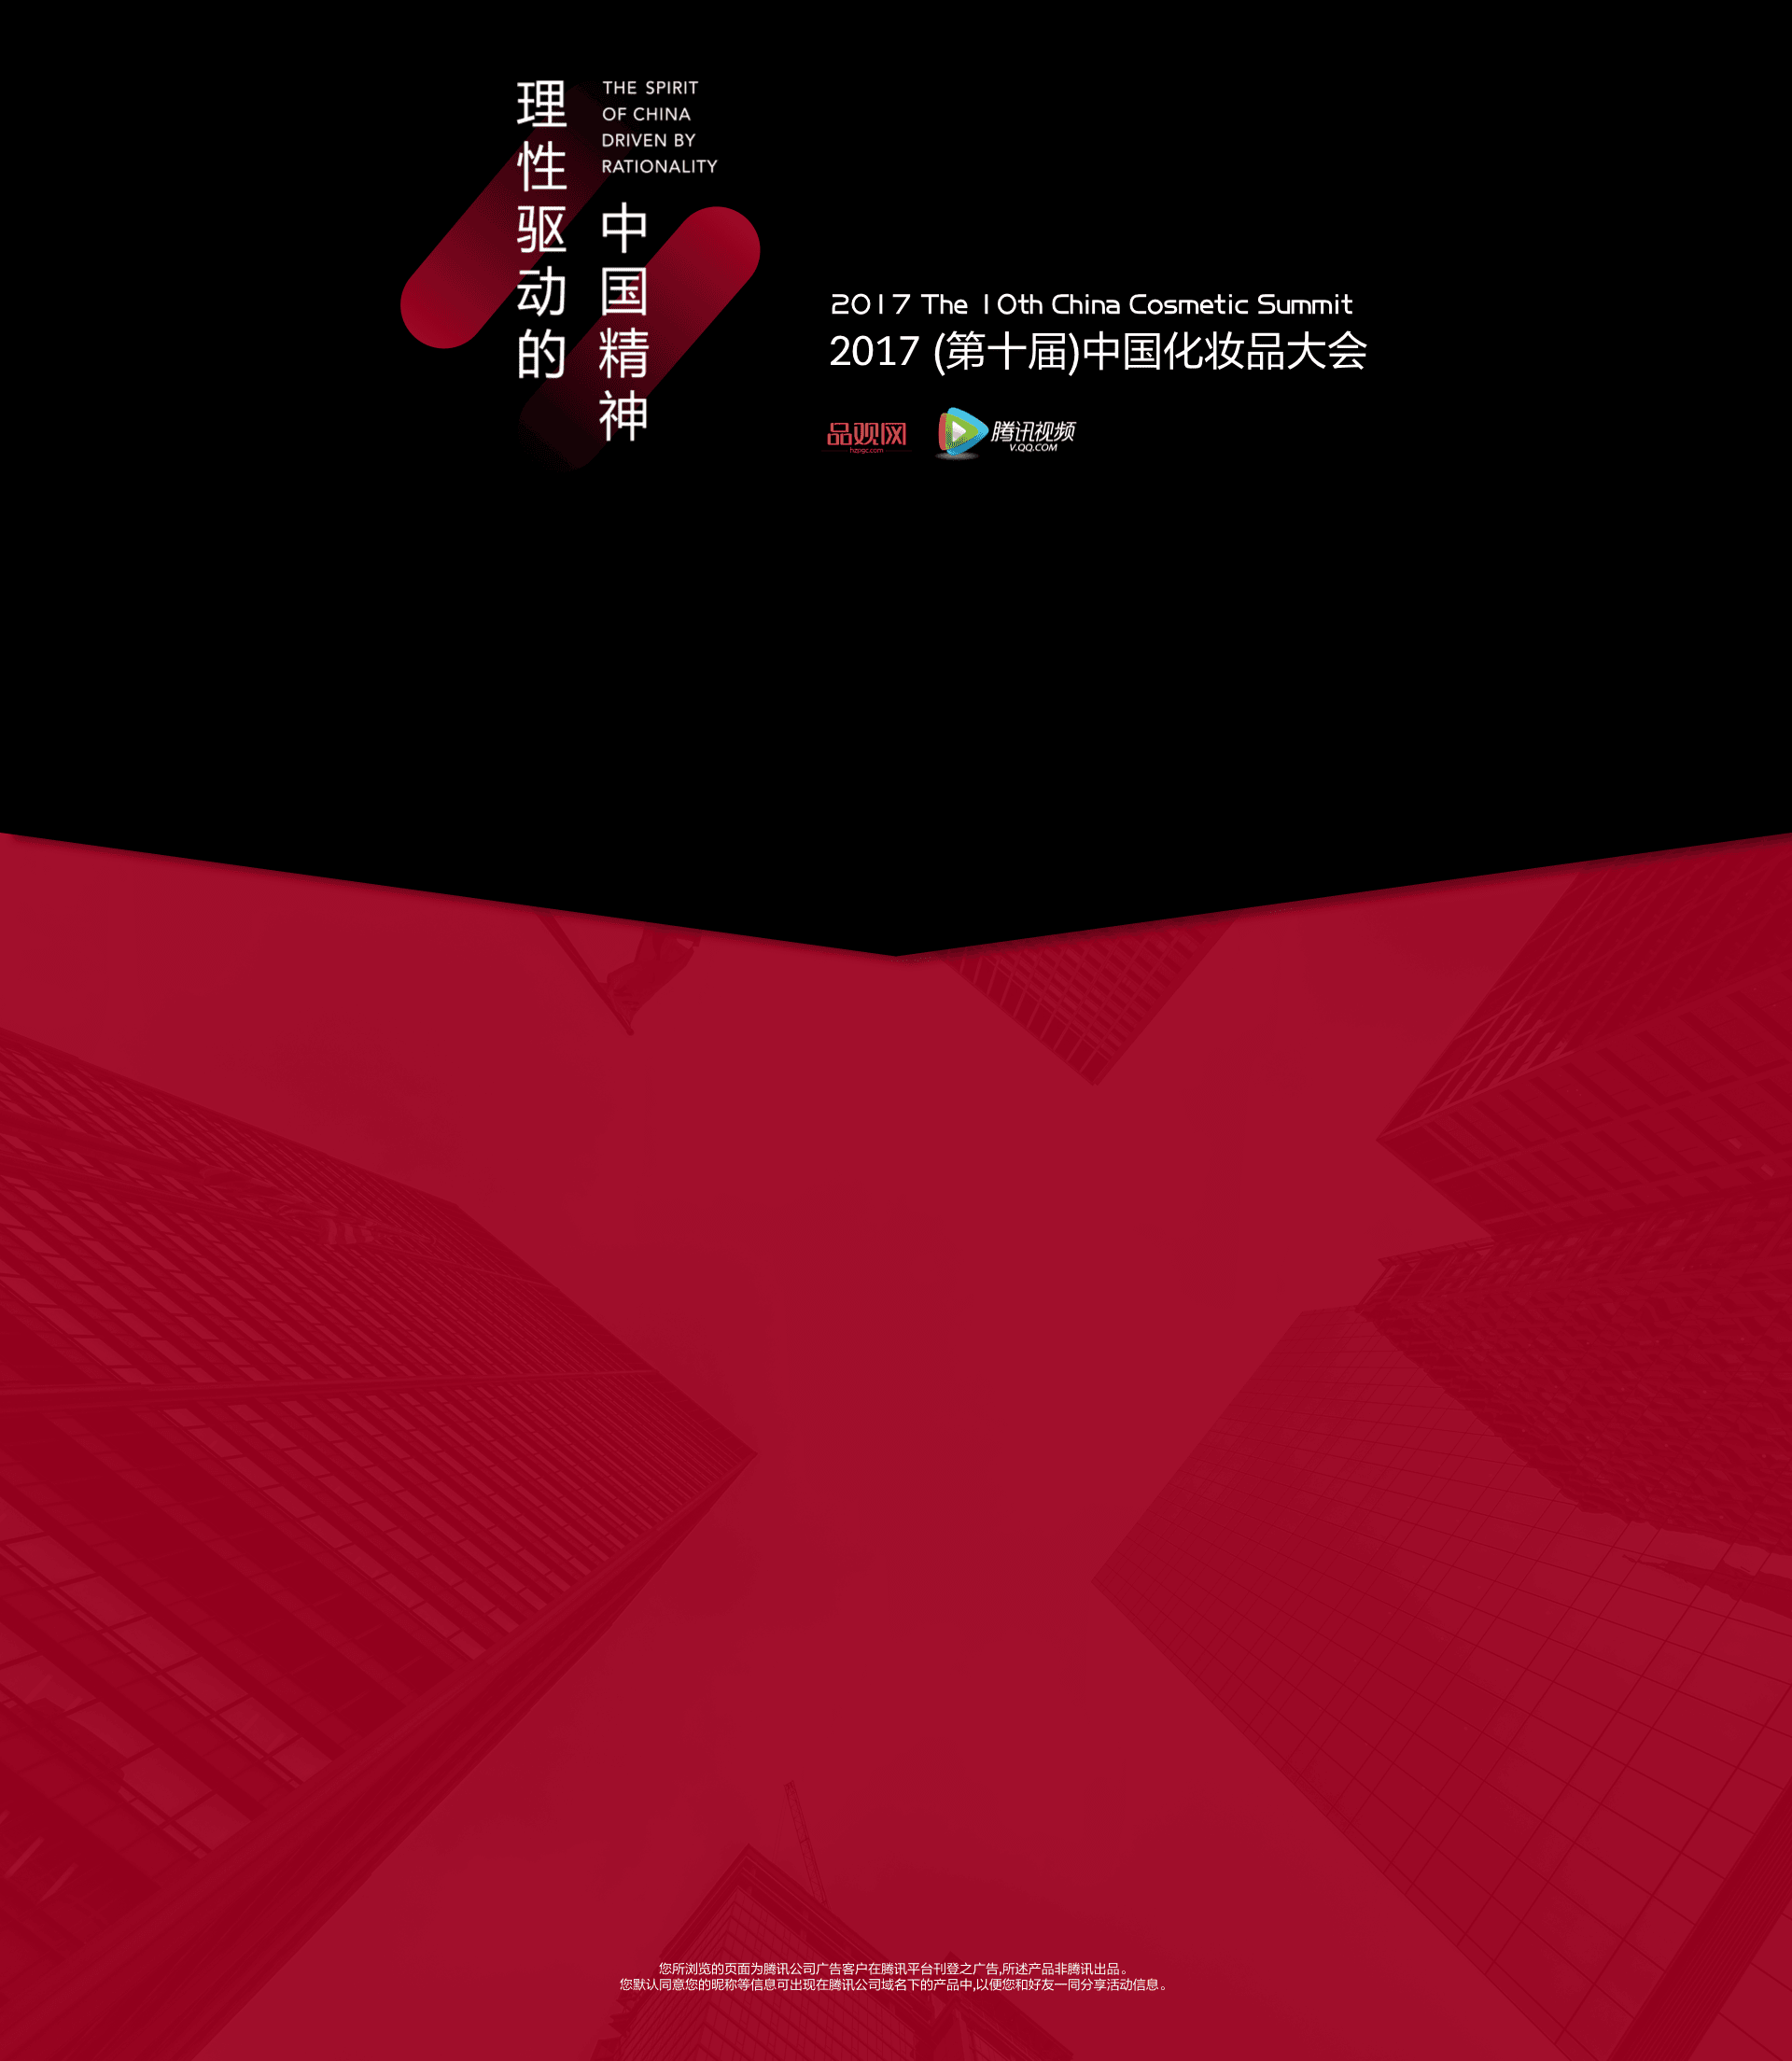 理性驱动的
THE SPIRIT
OF CHINA
DRIVEN BY
RATIONALITY
中国精神
2017 The 10th China Cosmetic Summit
2017 (第十届)中国化妆品大会
品观网
hzpgc.com
腾讯视频
V.QQ.COM
您所浏览的页面为腾讯公司广告客户在腾讯平台刊登之广告,所述产品非腾讯出品。
您默认同意您的昵称等信息可出现在腾讯公司域名下的产品中,以便您和好友一同分享活动信息。